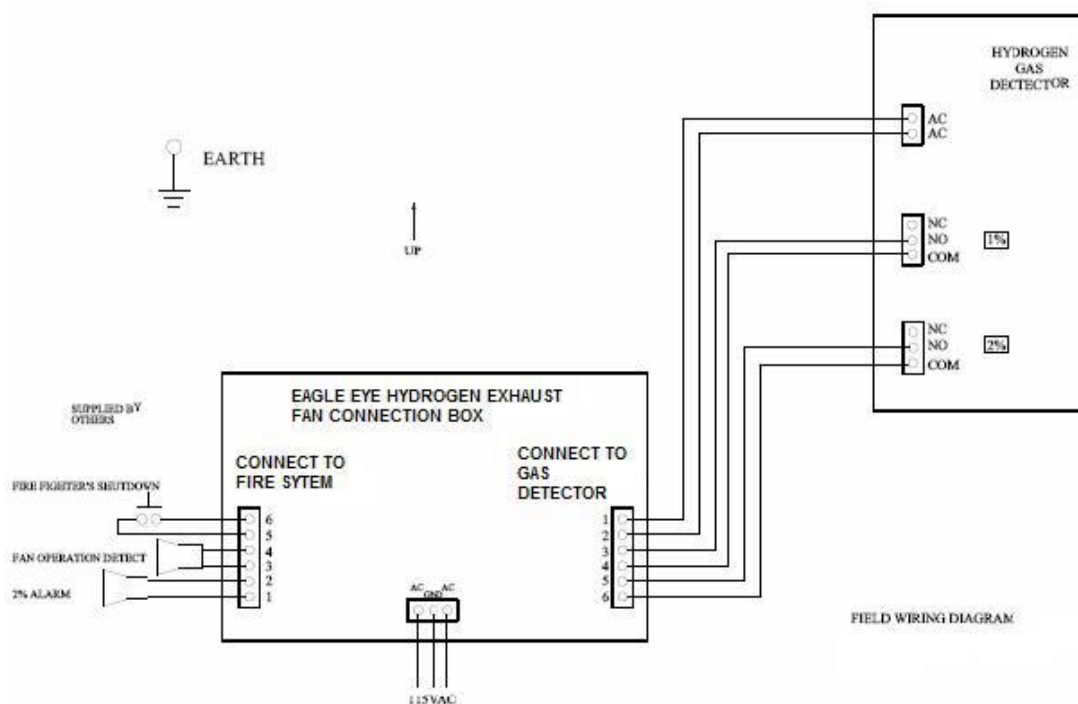 HYDROGEN
GAS
DECTECTOR
AC
AC
EARTH
NC
NO
COM
1%
UP
NC
NO
COM
2%
EAGLE EYE HYDROGEN EXHAUST
FAN CONNECTION BOX
SUPPLIED BY
OTHERS
CONNECT TO
FIRE SYTEM
CONNECT TO
GAS
DETECTOR
FIRE FIGHTER'S SHUTDOWN
6
5
4
3
2
1
FAN OPERATION DETECT
2% ALARM
1
2
3
4
5
6
AC GND AC
115VAC
FIELD WIRING DIAGRAM